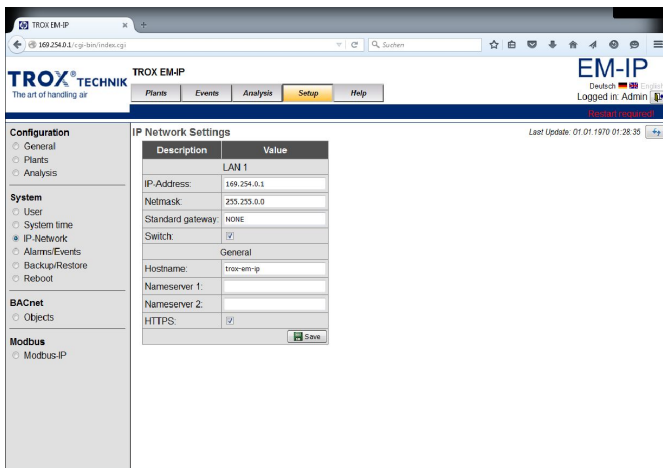 TROX EM-IP
169.254.0.1/cgi-bin/index.cgi
Suchen
TROX® TECHNIK
The art of handling air
TROX EM-IP
EM-IP
Deutsch English
Plants Events Analysis Setup Help
Logged in: Admin
Restart required!
Configuration
General
Plants
Analysis
System
User
System time
IP-Network
Alarms/Events
Backup/Restore
Reboot
BACnet
Objects
Modbus
Modbus-IP
IP Network Settings
Last Update: 01.01.1970 01:28:35
Description Value
LAN 1
IP-Address: 169.254.0.1
Netmask: 255.255.0.0
Standard gateway: NONE
Switch:
General
Hostname: trox-em-ip
Nameserver 1:
Nameserver 2:
HTTPS:
Save